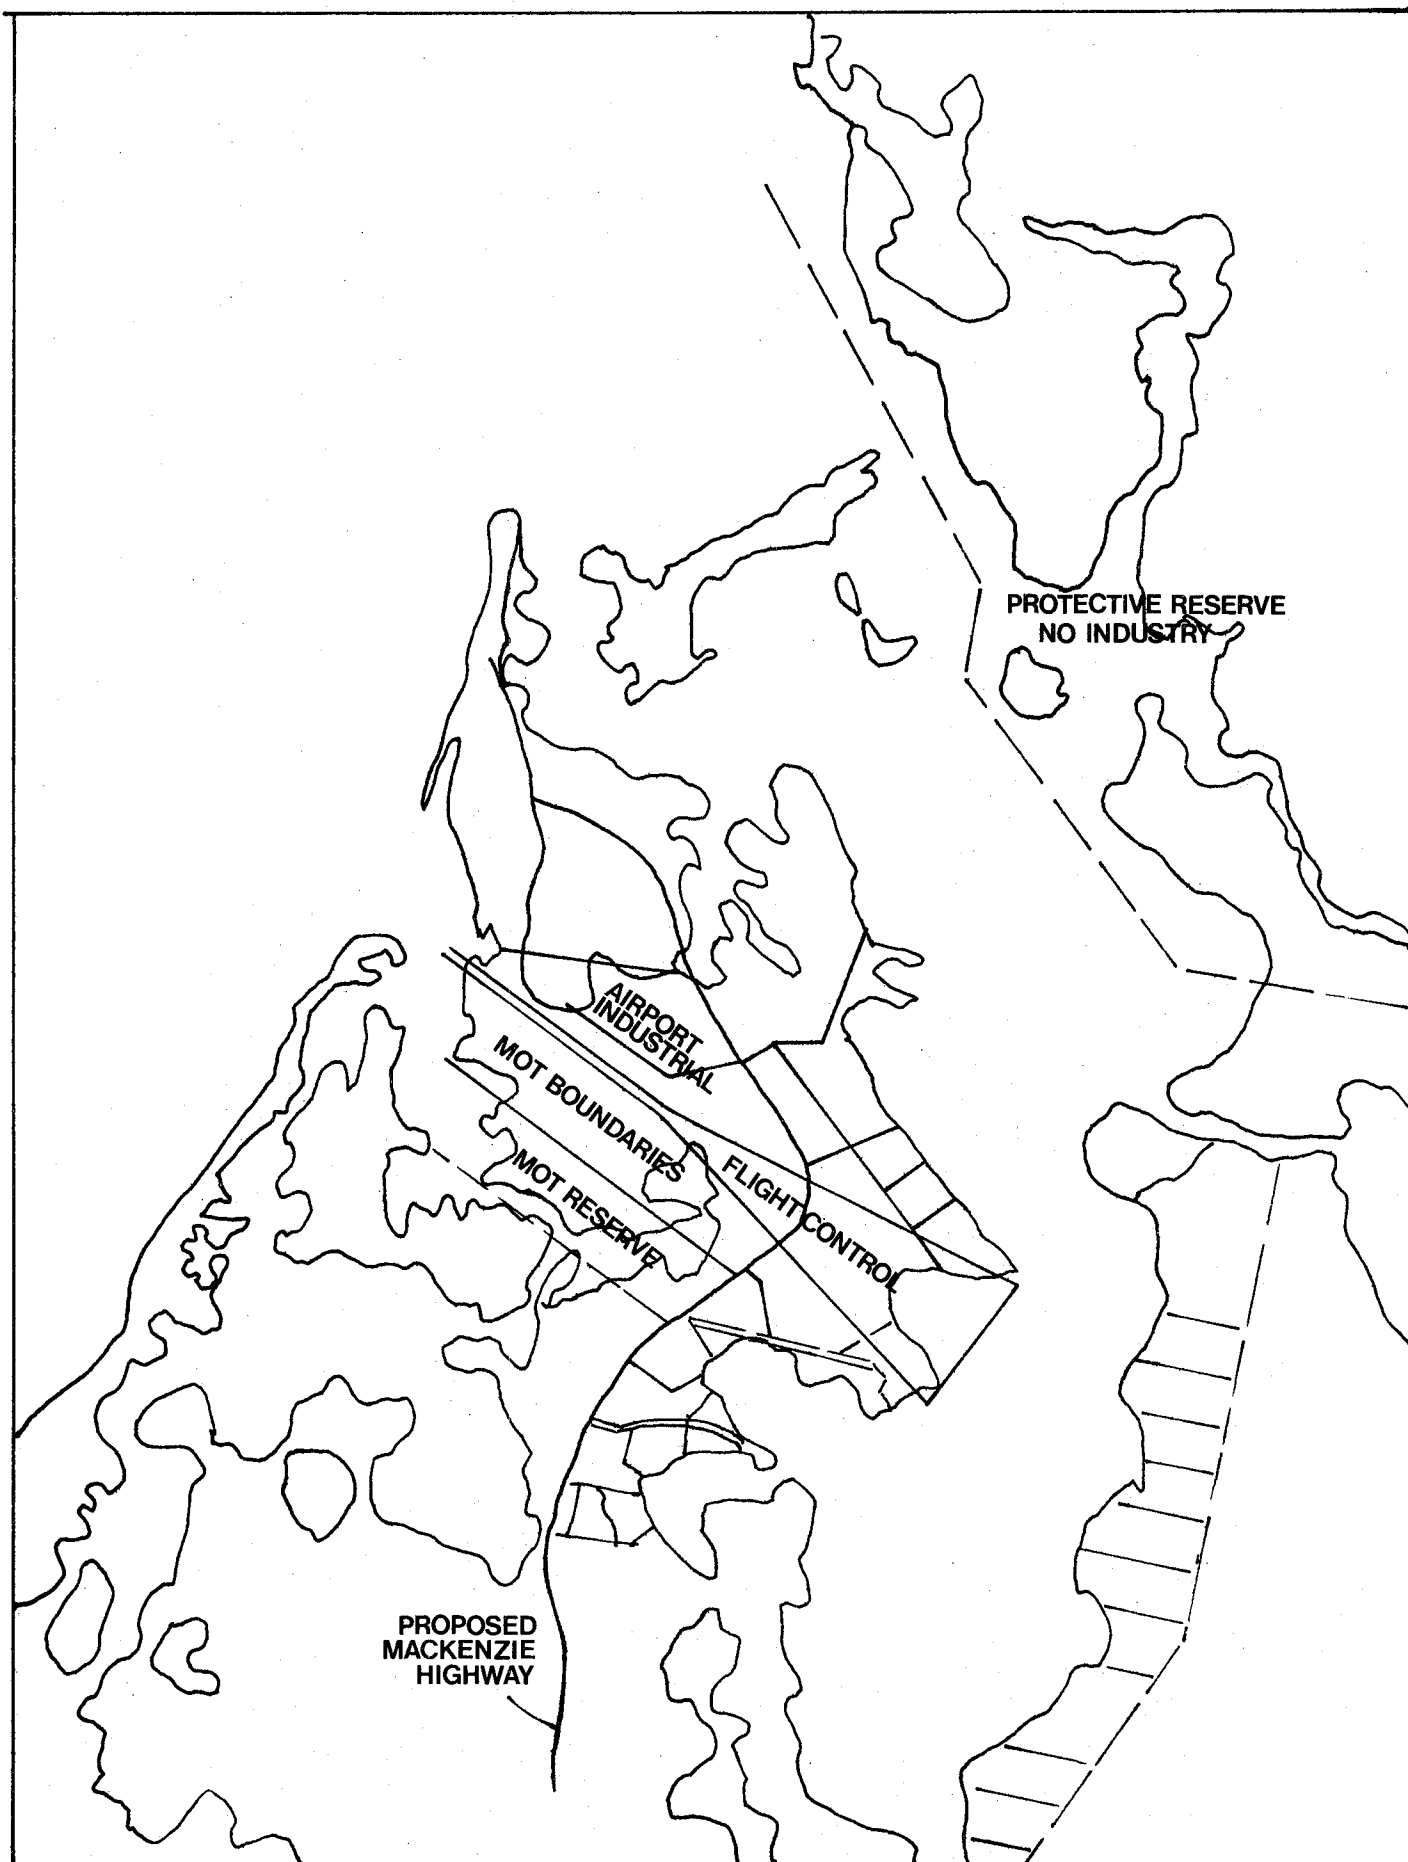 PROTECTIVE RESERVE
NO INDUSTRY
AIRPORT
INDUSTRIAL
MOT BOUNDARIES
MOT RESERVE
FLIGHT CONTROL
PROPOSED
MACKENZIE
HIGHWAY